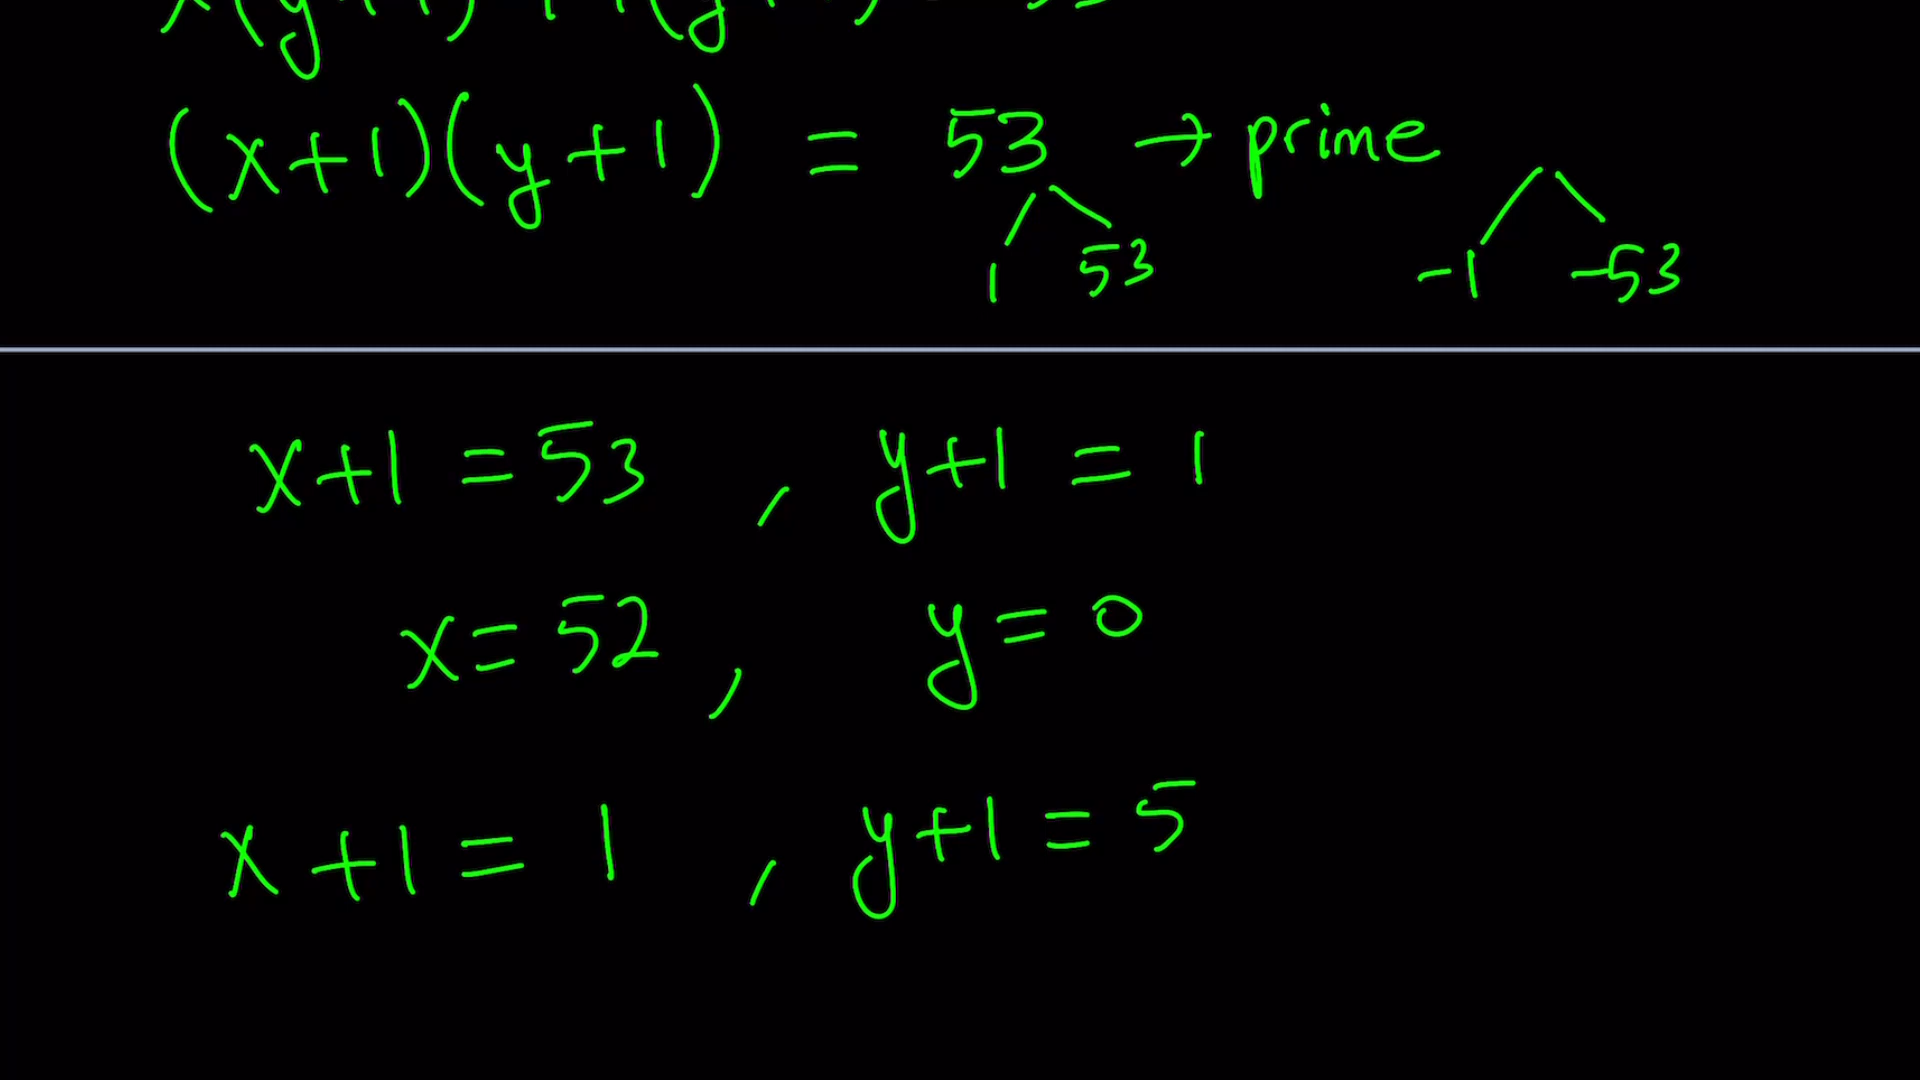 (x+1)(y+1) = 53 → prime
1 53 -1 -53
x+1 = 53 , y+1 = 1
x = 52 , y = 0
x+1 = 1 , y+1 = 5